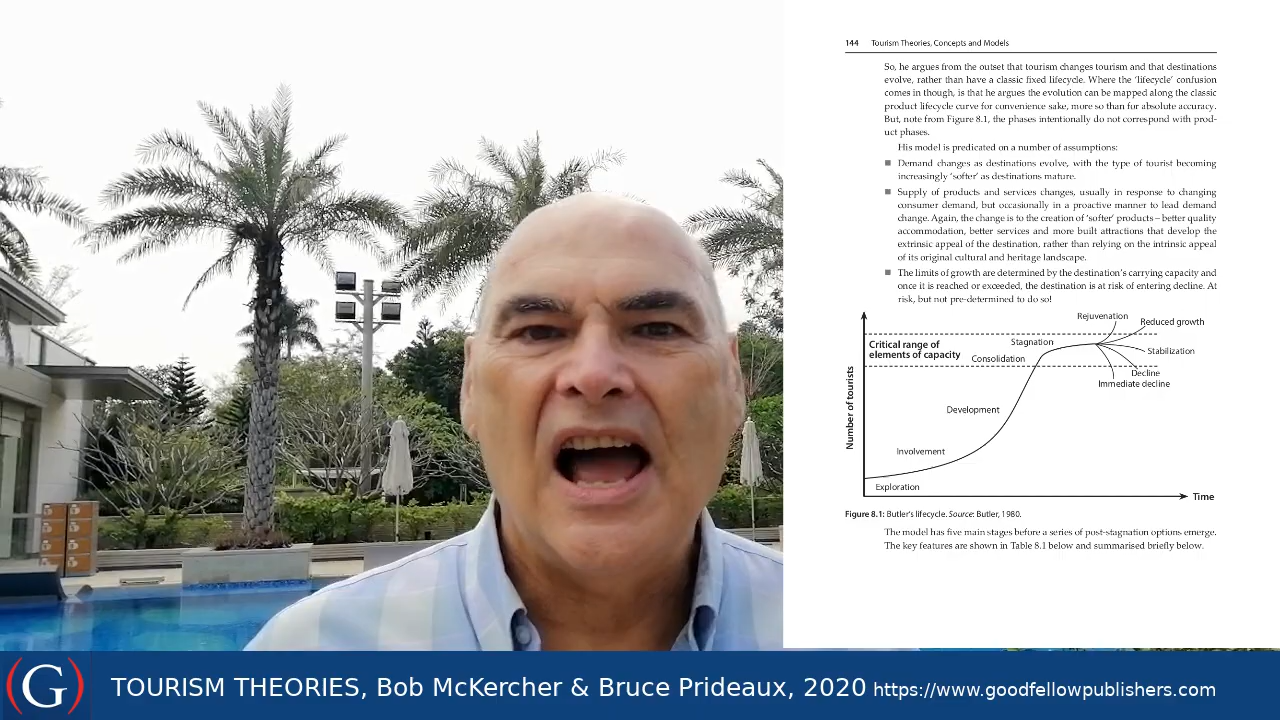 144 Tourism Theories, Concepts and Models
So, he argues from the outset that tourism changes tourism and that destinations
evolve, rather than have a classic fixed lifecycle. Where the ‘lifecycle’ confusion
comes in though, is that he argues the evolution can be mapped along the classic
product lifecycle curve for convenience sake, more so than for absolute accuracy.
But, note from Figure 8.1, the phases intentionally do not correspond with prod-
uct phases.
His model is predicated on a number of assumptions:
■ Demand changes as destinations evolve, with the type of tourist becoming
increasingly ‘softer’ as destinations mature.
■ Supply of products and services changes, usually in response to changing
consumer demand, but occasionally in a proactive manner to lead demand
change. Again, the change is to the creation of ‘softer’ products – better quality
accommodation, better services and more built attractions that develop the
extrinsic appeal of the destination, rather than relying on the intrinsic appeal
of its original cultural and heritage landscape.
■ The limits of growth are determined by the destination’s carrying capacity and
once it is reached or exceeded, the destination is at risk of entering decline. At
risk, but not pre-determined to do so!
Rejuvenation
Reduced growth
Critical range of
elements of capacity
Stagnation
Stabilization
Consolidation
Decline
Immediate decline
Development
Number of tourists
Involvement
Exploration
Time
Figure 8.1: Butler’s lifecycle. Source: Butler, 1980.
The model has five main stages before a series of post-stagnation options emerge.
The key features are shown in Table 8.1 below and summarised briefly below.
(G) TOURISM THEORIES, Bob McKercher & Bruce Prideaux, 2020 https://www.goodfellowpublishers.com